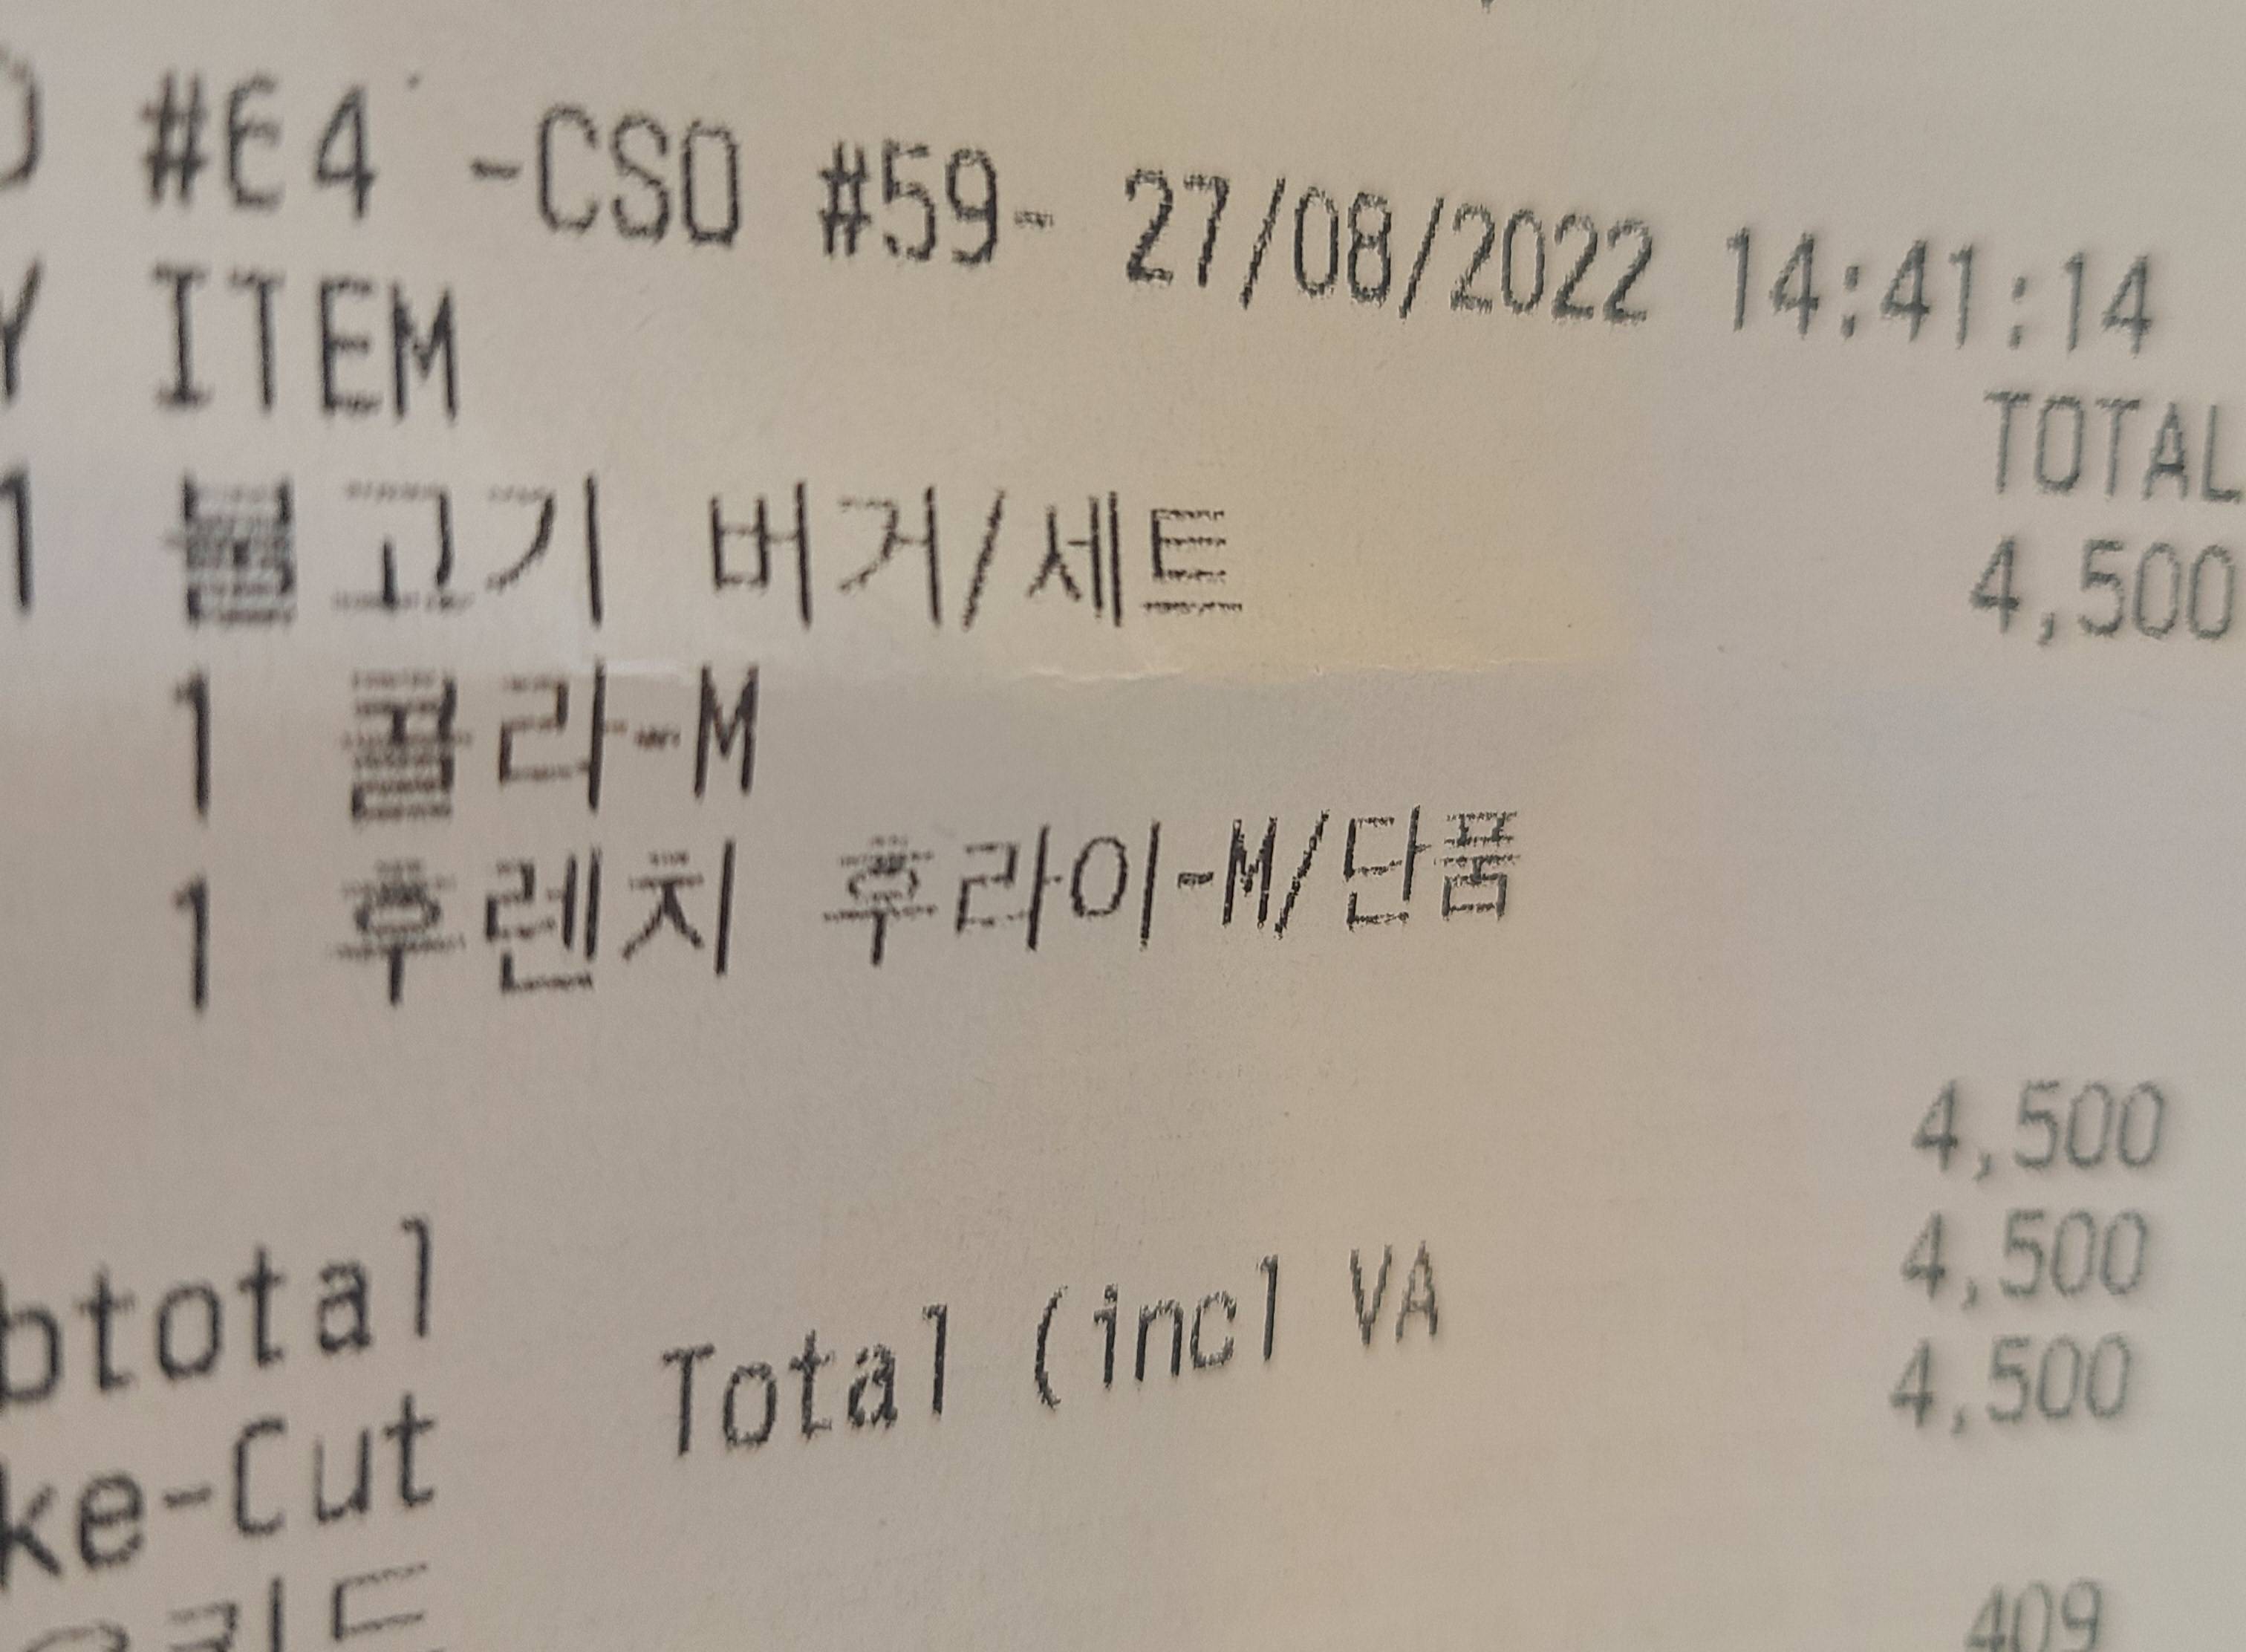 #E4 -CSO #59- 27/08/2022 14:41:14
Y ITEM TOTAL
1 불고기 버거/세트 4,500
1 콜라-M
1 후렌치 후라이-M/단품
btotal 4,500
ke-Cut Total (incl VA 4,500
4,500
409